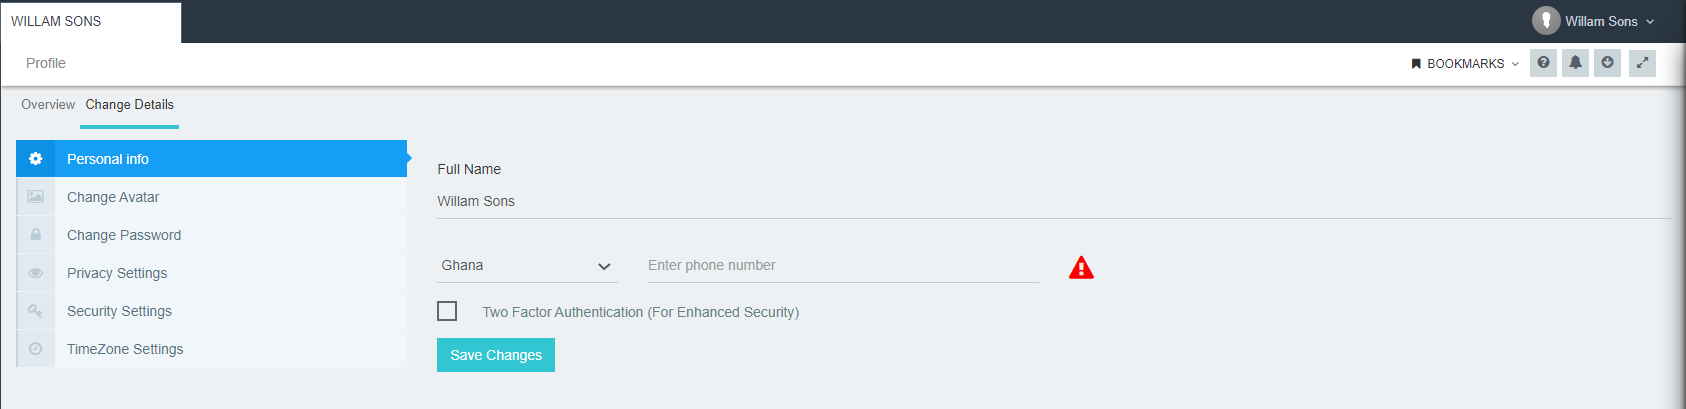 WILLAM SONS
Willam Sons
Profile
BOOKMARKS
Overview
Change Details
Personal info
Change Avatar
Change Password
Privacy Settings
Security Settings
TimeZone Settings
Full Name
Willam Sons
Ghana
Enter phone number
Two Factor Authentication (For Enhanced Security)
Save Changes